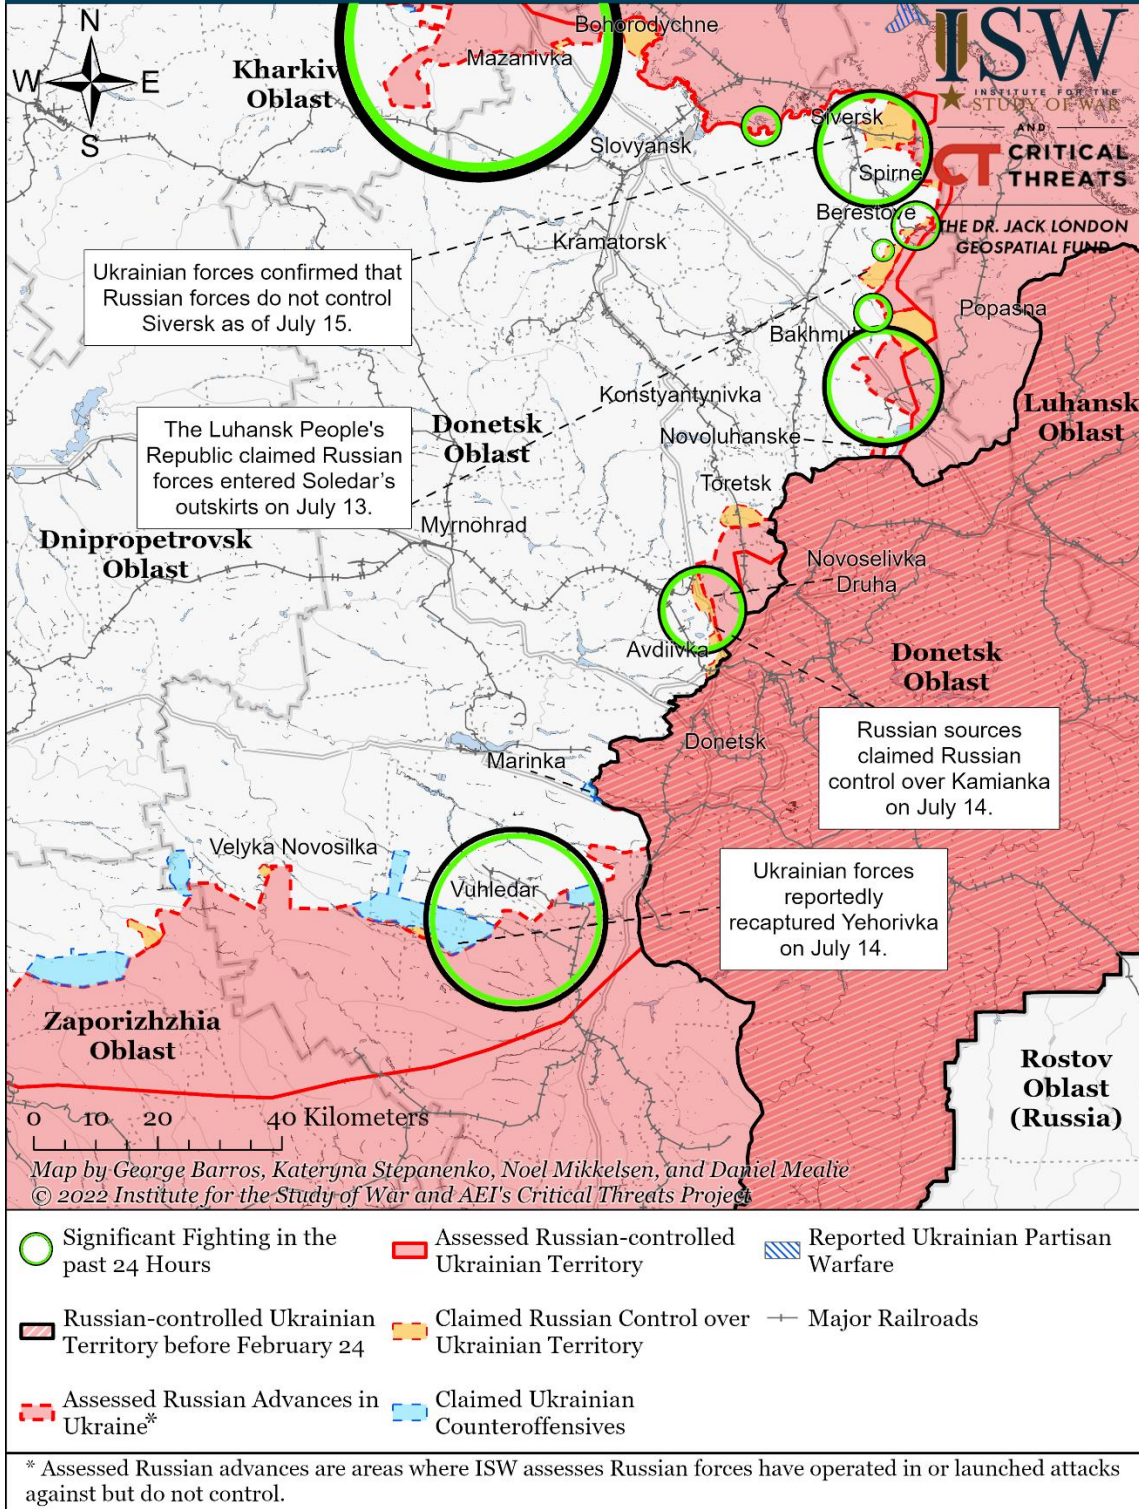 N
W E
S
ISW
INSTITUTE FOR THE
STUDY OF WAR
AND
CT CRITICAL
THREATS
THE DR. JACK LONDON
GEOSPATIAL FUND
Bohorodychne
Mazanivka
Kharkiv
Oblast
Siversk
Slovyansk
Spirne
Berestove
Kramatorsk
Ukrainian forces confirmed that
Russian forces do not control
Siversk as of July 15.
Popasna
Bakhmut
Konstyantynivka
Luhansk
Oblast
The Luhansk People's
Republic claimed Russian
forces entered Soledar's
outskirts on July 13.
Donetsk
Oblast
Novoluhanske
Toretsk
Myrnohrad
Dnipropetrovsk
Oblast
Novoselivka
Druha
Avdiivka
Donetsk
Oblast
Russian sources
claimed Russian
control over Kamianka
on July 14.
Donetsk
Marinka
Velyka Novosilka
Vuhledar
Ukrainian forces
reportedly
recaptured Yehorivka
on July 14.
Zaporizhzhia
Oblast
Rostov
Oblast
(Russia)
0 10 20 40 Kilometers
Map by George Barros, Kateryna Stepanenko, Noel Mikkelsen, and Daniel Mealie
© 2022 Institute for the Study of War and AEI's Critical Threats Project
Significant Fighting in the
past 24 Hours
Assessed Russian-controlled
Ukrainian Territory
Reported Ukrainian Partisan
Warfare
Russian-controlled Ukrainian
Territory before February 24
Claimed Russian Control over
Ukrainian Territory
Major Railroads
Assessed Russian Advances in
Ukraine*
Claimed Ukrainian
Counteroffensives
* Assessed Russian advances are areas where ISW assesses Russian forces have operated in or launched attacks
against but do not control.